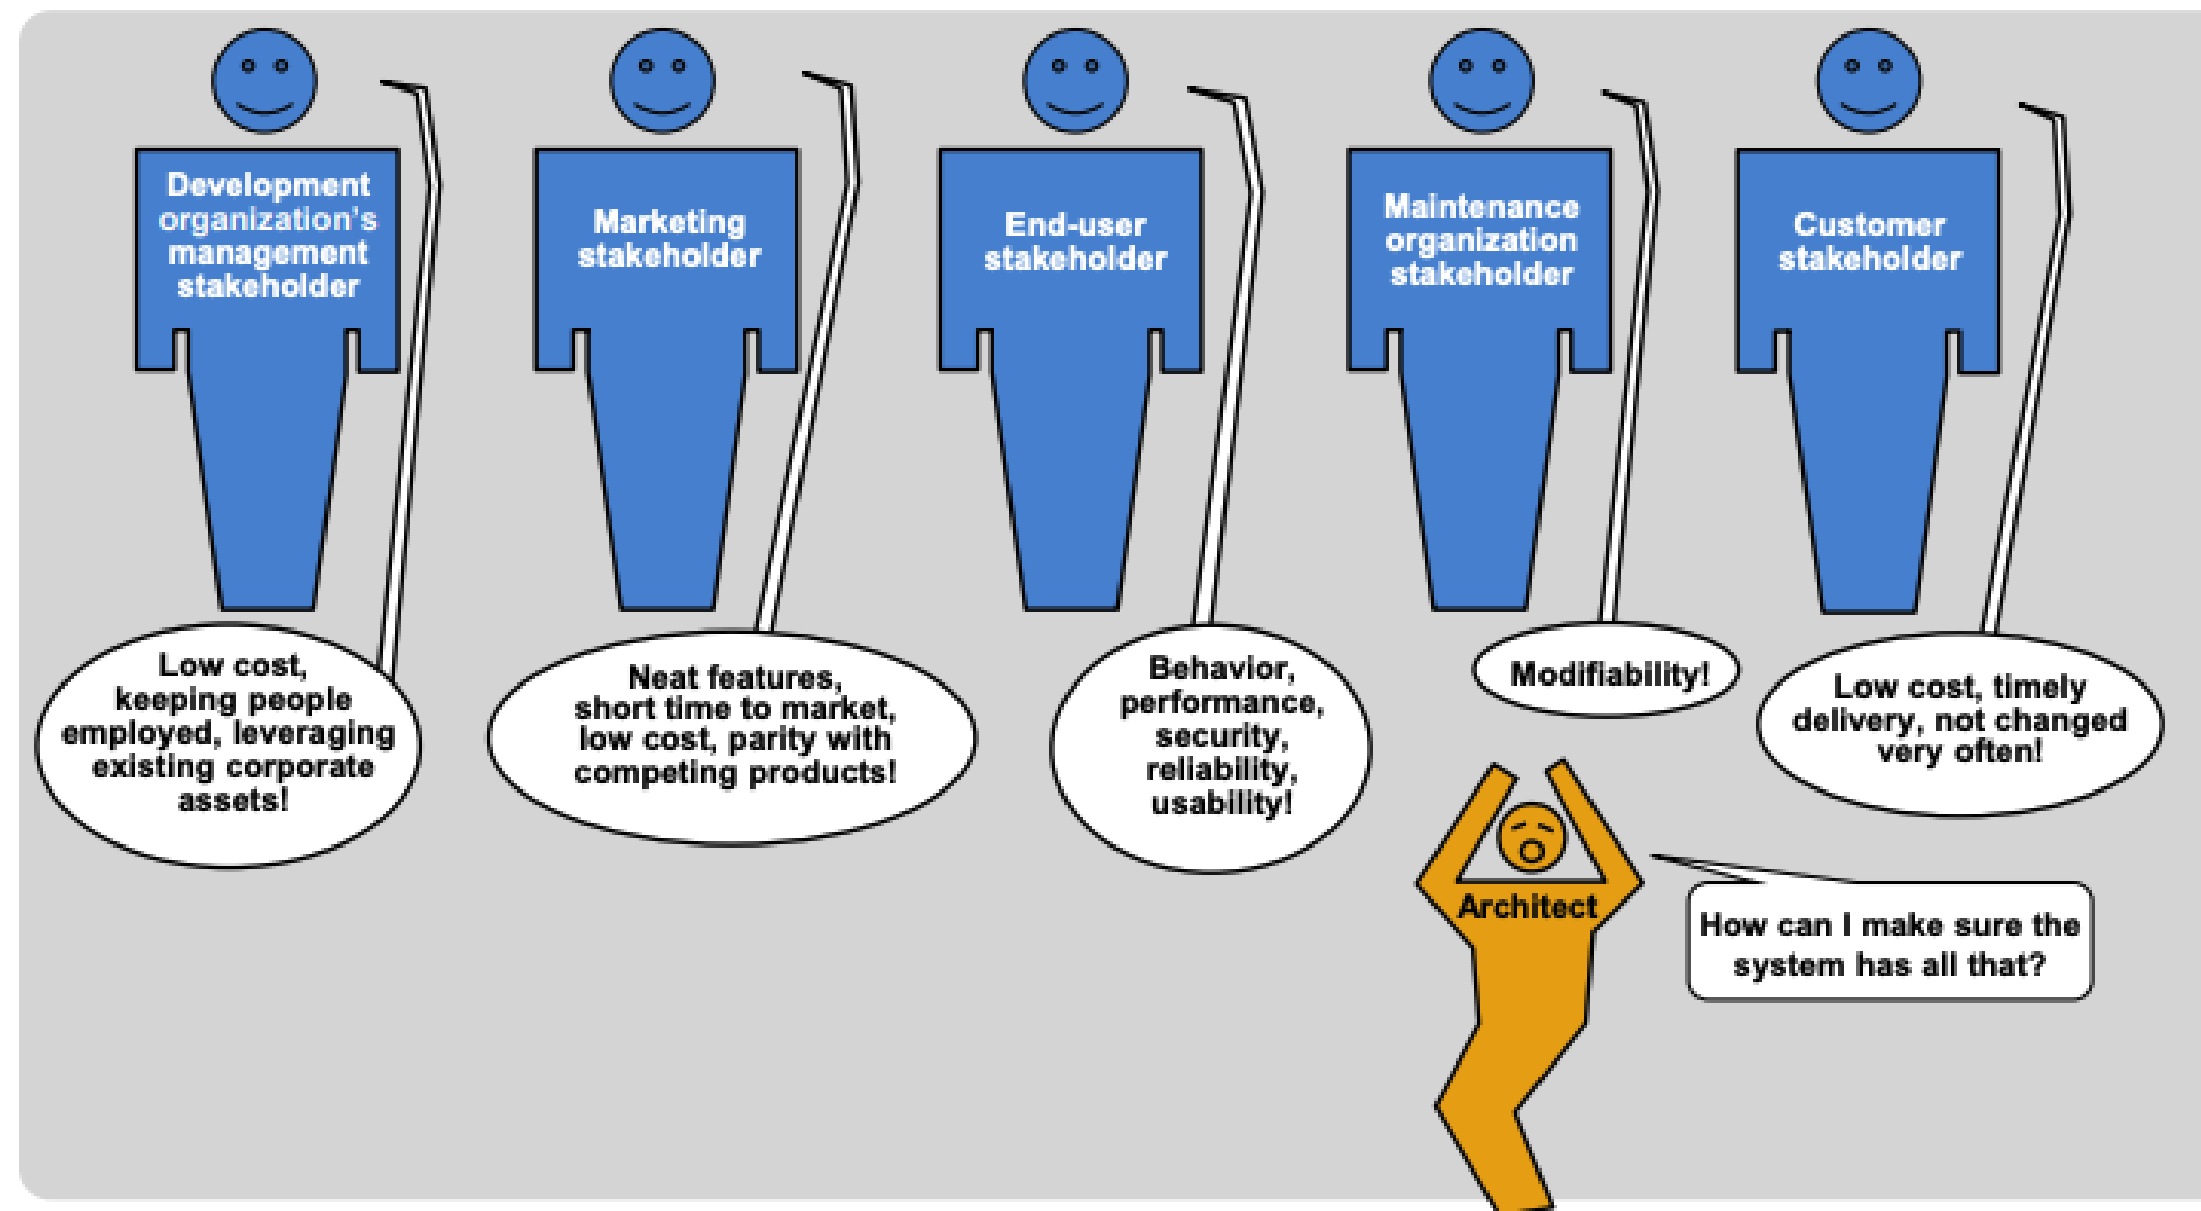 Development
organization's
management
stakeholder
Marketing
stakeholder
End-user
stakeholder
Maintenance
organization
stakeholder
Customer
stakeholder
Low cost,
keeping people
employed, leveraging
existing corporate
assets!
Neat features,
short time to market,
low cost, parity with
competing products!
Behavior,
performance,
security,
reliability,
usability!
Modifiability!
Low cost, timely
delivery, not changed
very often!
Architect
How can I make sure the
system has all that?